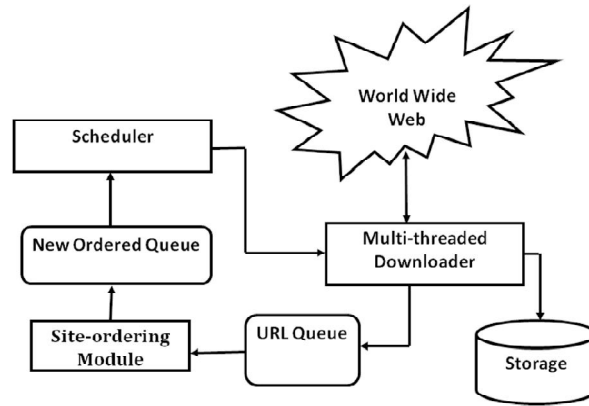 World Wide
Web
Scheduler
New Ordered Queue
Multi-threaded
Downloader
Site-ordering
Module
URL Queue
Storage